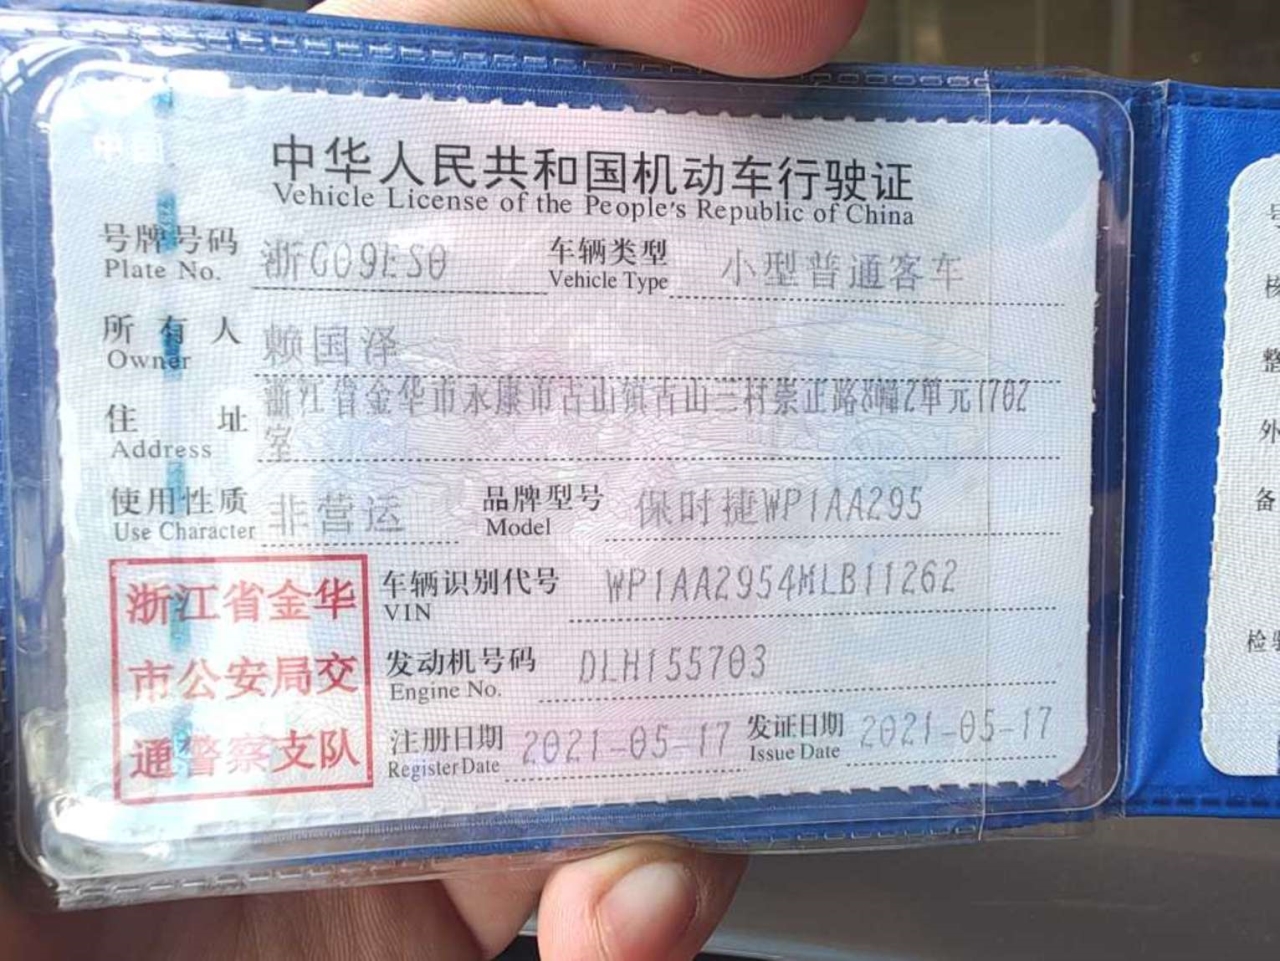 中华人民共和国机动车行驶证
Vehicle License of the People's Republic of China
号牌号码 浙G09ES0 车辆类型 小型普通客车
Plate No. Vehicle Type
所有人 赖国泽
Owner
住址 浙江省金华市永康市古山镇古山三村崇正路8幢2单元1702
室
Address
使用性质 非营运 品牌型号 保时捷WP1AA295
Use Character Model
浙江省金华
市公安局交
通警察支队
车辆识别代号 WP1AA2954MLB11262
VIN
发动机号码 DLH155703
Engine No.
注册日期 2021-05-17 发证日期 2021-05-17
Register Date Issue Date
核
整
外
备
检验